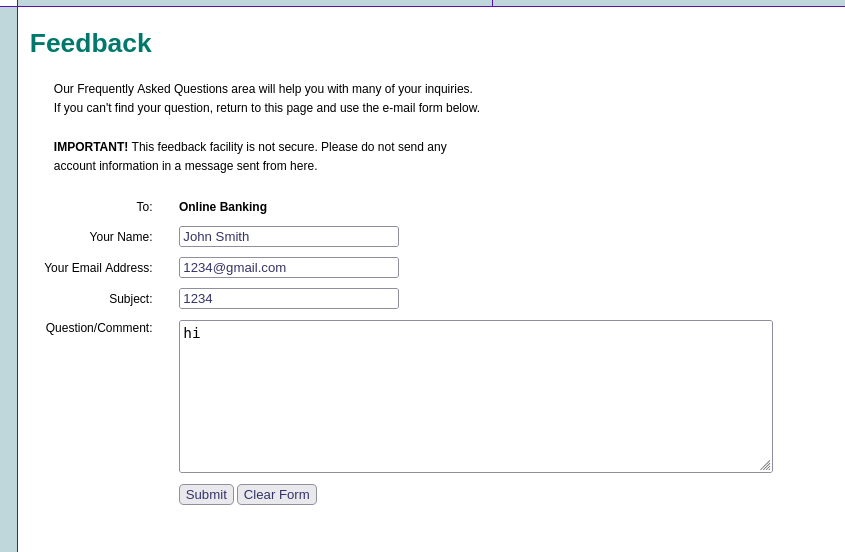 Feedback
Our Frequently Asked Questions area will help you with many of your inquiries.
If you can't find your question, return to this page and use the e-mail form below.
IMPORTANT! This feedback facility is not secure. Please do not send any
account information in a message sent from here.
To: Online Banking
Your Name: John Smith
Your Email Address: 1234@gmail.com
Subject: 1234
Question/Comment: hi
Submit Clear Form